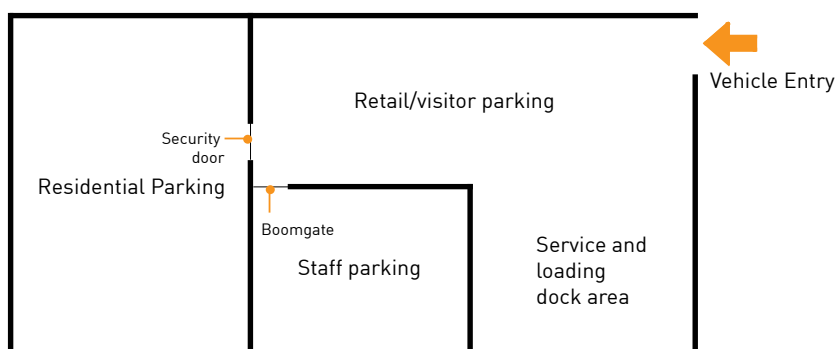 Vehicle Entry
Retail/visitor parking
Security
door
Residential Parking
Boomgate
Staff parking
Service and
loading
dock area